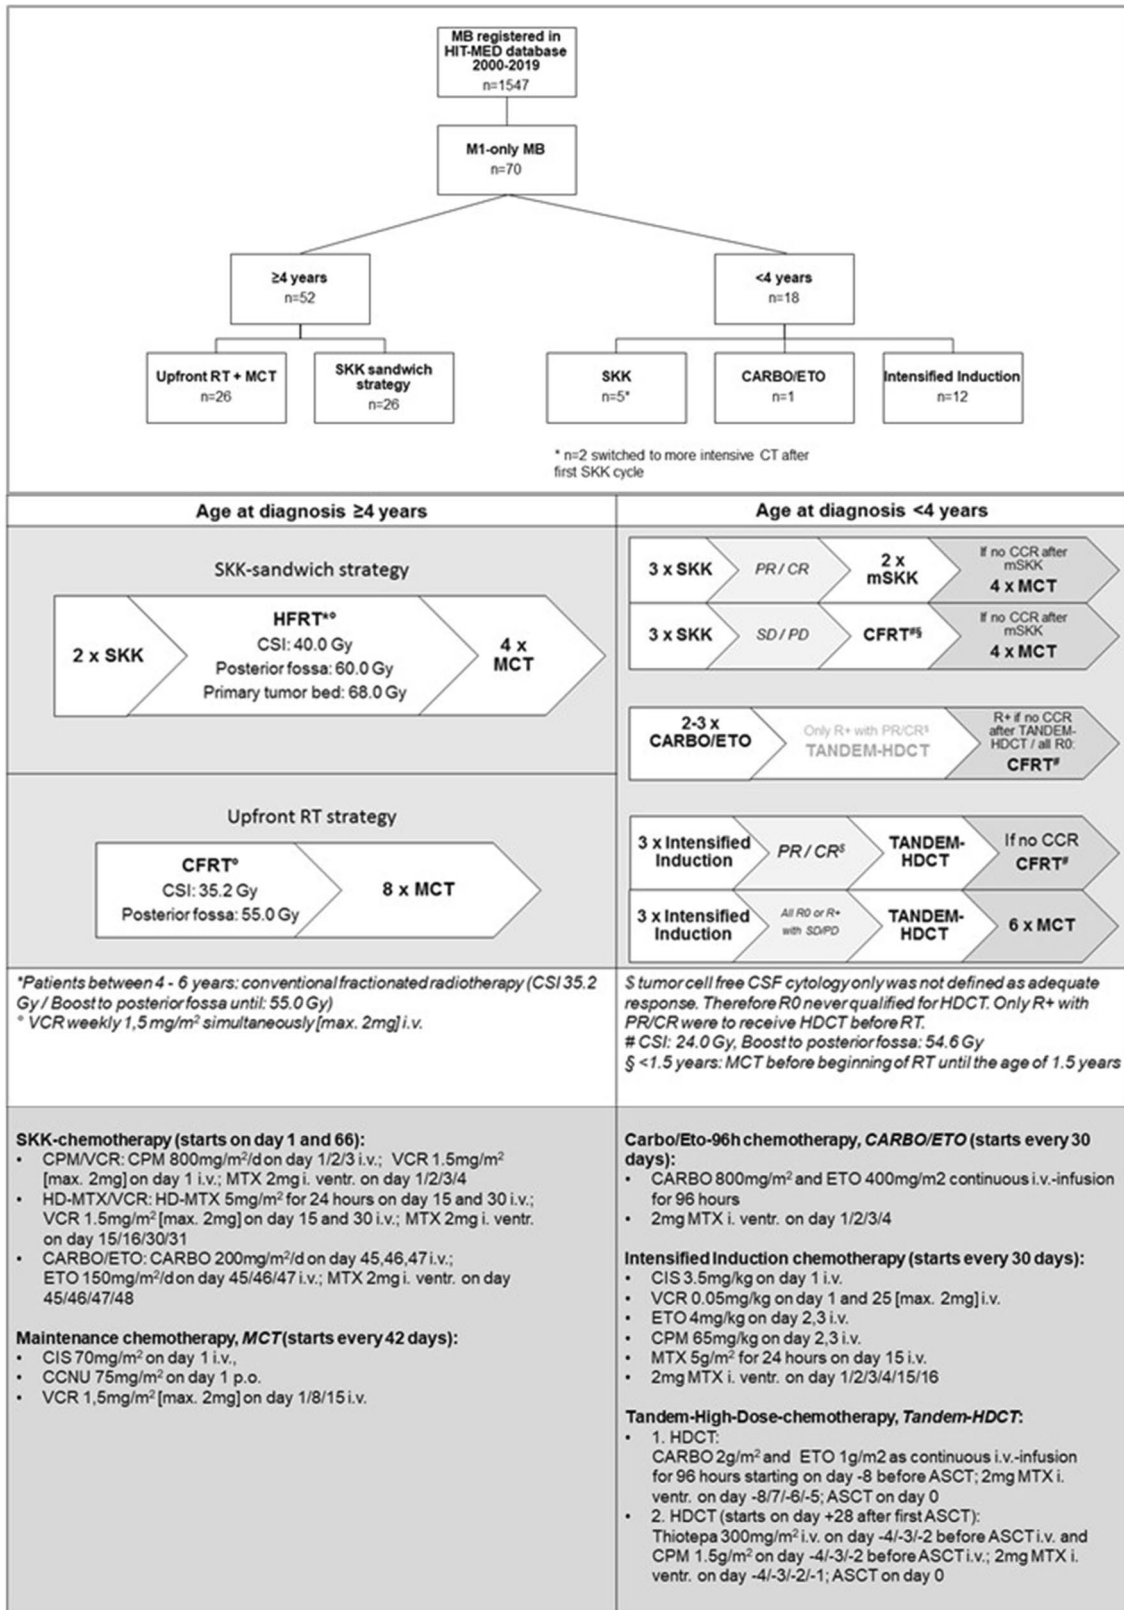 MB registered in
HIT-MED database
2000-2019
n=1547
M1-only MB
n=70
≥4 years
n=52
<4 years
n=18
Upfront RT + MCT
n=26
SKK sandwich
strategy
n=26
SKK
n=5*
CARBO/ETO
n=1
Intensified Induction
n=12
* n=2 switched to more intensive CT after
first SKK cycle
Age at diagnosis ≥4 years
SKK-sandwich strategy
2 x SKK
HFRT*°
CSI: 40.0 Gy
Posterior fossa: 60.0 Gy
Primary tumor bed: 68.0 Gy
4 x
MCT
Upfront RT strategy
CFRT°
CSI: 35.2 Gy
Posterior fossa: 55.0 Gy
8 x MCT
Age at diagnosis <4 years
3 x SKK
PR / CR
2 x
mSKK
If no CCR after
mSKK
4 x MCT
3 x SKK
SD / PD
CFRT#§
If no CCR after
mSKK
4 x MCT
2-3 x
CARBO/ETO
Only R+ with PR/CR$
TANDEM-HDCT
R+ if no CCR
after TANDEM-
HDCT / all R0:
CFRT#
3 x Intensified
Induction
PR / CR$
TANDEM-
HDCT
If no CCR
CFRT#
3 x Intensified
Induction
All R0 or R+
with SD/PD
TANDEM-
HDCT
6 x MCT
*Patients between 4 - 6 years: conventional fractionated radiotherapy (CSI 35.2
Gy / Boost to posterior fossa until: 55.0 Gy)
° VCR weekly 1,5 mg/m² simultaneously [max. 2mg] i.v.
$ tumor cell free CSF cytology only was not defined as adequate
response. Therefore R0 never qualified for HDCT. Only R+ with
PR/CR were to receive HDCT before RT.
# CSI: 24.0 Gy, Boost to posterior fossa: 54.6 Gy
§ <1.5 years: MCT before beginning of RT until the age of 1.5 years
SKK-chemotherapy (starts on day 1 and 66):
• CPM/VCR: CPM 800mg/m²/d on day 1/2/3 i.v.; VCR 1.5mg/m²
[max. 2mg] on day 1 i.v.; MTX 2mg i. ventr. on day 1/2/3/4
• HD-MTX/VCR: HD-MTX 5mg/m² for 24 hours on day 15 and 30 i.v.;
VCR 1.5mg/m² [max. 2mg] on day 15 and 30 i.v.; MTX 2mg i. ventr.
on day 15/16/30/31
• CARBO/ETO: CARBO 200mg/m²/d on day 45,46,47 i.v.;
ETO 150mg/m²/d on day 45/46/47 i.v.; MTX 2mg i. ventr. on day
45/46/47/48
Maintenance chemotherapy, MCT (starts every 42 days):
• CIS 70mg/m² on day 1 i.v.,
• CCNU 75mg/m² on day 1 p.o.
• VCR 1,5mg/m² [max. 2mg] on day 1/8/15 i.v.
Carbo/Eto-96h chemotherapy, CARBO/ETO (starts every 30
days):
• CARBO 800mg/m² and ETO 400mg/m2 continuous i.v.-infusion
for 96 hours
• 2mg MTX i. ventr. on day 1/2/3/4
Intensified Induction chemotherapy (starts every 30 days):
• CIS 3.5mg/kg on day 1 i.v.
• VCR 0.05mg/kg on day 1 and 25 [max. 2mg] i.v.
• ETO 4mg/kg on day 2,3 i.v.
• CPM 65mg/kg on day 2,3 i.v.
• MTX 5g/m² for 24 hours on day 15 i.v.
• 2mg MTX i. ventr. on day 1/2/3/4/15/16
Tandem-High-Dose-chemotherapy, Tandem-HDCT:
• 1. HDCT:
CARBO 2g/m² and ETO 1g/m2 as continuous i.v.-infusion
for 96 hours starting on day -8 before ASCT; 2mg MTX i.
ventr. on day -8/7/-6/-5; ASCT on day 0
• 2. HDCT (starts on day +28 after first ASCT):
Thiotepa 300mg/m² i.v. on day -4/-3/-2 before ASCT i.v. and
CPM 1.5g/m² on day -4/-3/-2 before ASCT i.v.; 2mg MTX i.
ventr. on day -4/-3/-2/-1; ASCT on day 0